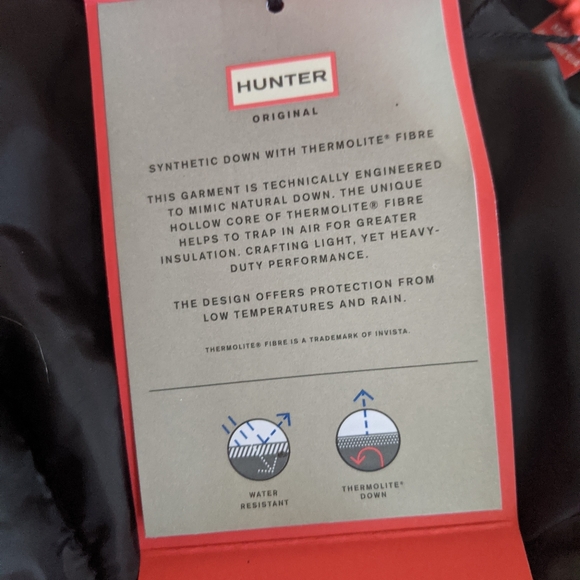 HUNTER
ORIGINAL
SYNTHETIC DOWN WITH THERMOLITE® FIBRE
THIS GARMENT IS TECHNICALLY ENGINEERED
TO MIMIC NATURAL DOWN. THE UNIQUE
HOLLOW CORE OF THERMOLITE® FIBRE
HELPS TO TRAP IN AIR FOR GREATER
INSULATION. CRAFTING LIGHT, YET HEAVY-
DUTY PERFORMANCE.
THE DESIGN OFFERS PROTECTION FROM
LOW TEMPERATURES AND RAIN.
THERMOLITE® FIBRE IS A TRADEMARK OF INVISTA.
WATER
RESISTANT
THERMOLITE®
DOWN